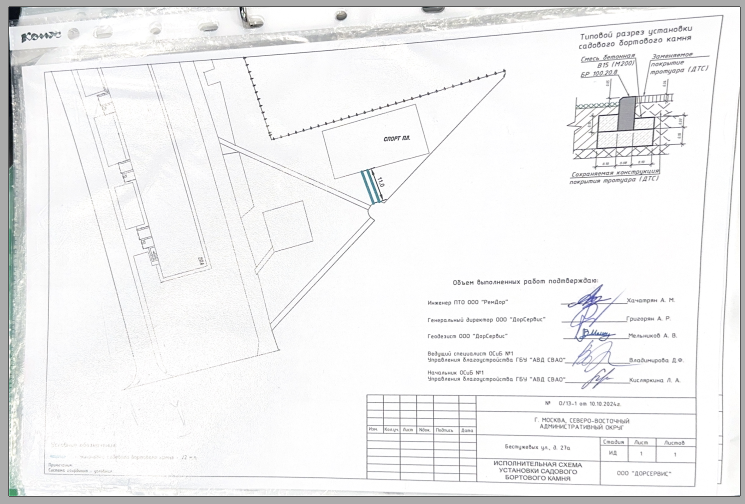 Комус
Типовой разрез установки
садового бортового камня
Смесь бетонная
В15 (М200)
БР 100.20.8
Заменяемое
покрытие
тротуара (ДТС)
Сохраняемая конструкция
покрытия тротуара (ДТС)
СПОРТ ПЛ.
11.0
Объем выполненных работ подтверждаю:
Инженер ПТО ООО "РемДор" Хачатрян А. М.
Генеральный директор ООО "ДорСервис" Григорян А. Р.
Геодезист ООО "ДорСервис" Мельников А. В.
Ведущий специалист ОСиБ №1
Управления благоустройства ГБУ "АВД СВАО" Владимирова Д.Ф.
Начальник ОСиБ №1
Управления благоустройства ГБУ "АВД СВАО" Кисляркина Л. А.
№ О/13-1 от 10.10.2024г.
Г. МОСКВА, СЕВЕРО-ВОСТОЧНЫЙ
АДМИНИСТРАТИВНЫЙ ОКРУГ
Изм. Кол.уч. Лист №док. Подпись Дата
Бестужевых ул., д. 27а
Стадия Лист Листов
ИД 1 1
ИСПОЛНИТЕЛЬНАЯ СХЕМА
УСТАНОВКИ САДОВОГО
БОРТОВОГО КАМНЯ
ООО "ДОРСЕРВИС"
Примечание: